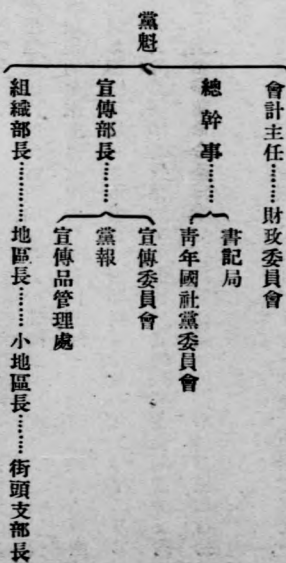 黨魁
會計主任………財政委員會
總幹事………
書記局
靑年國社黨委員會
宣傳部長………
宣傳委員會
黨報
宣傳品管理處
組織部長…………地區長………小地區長………街頭支部長